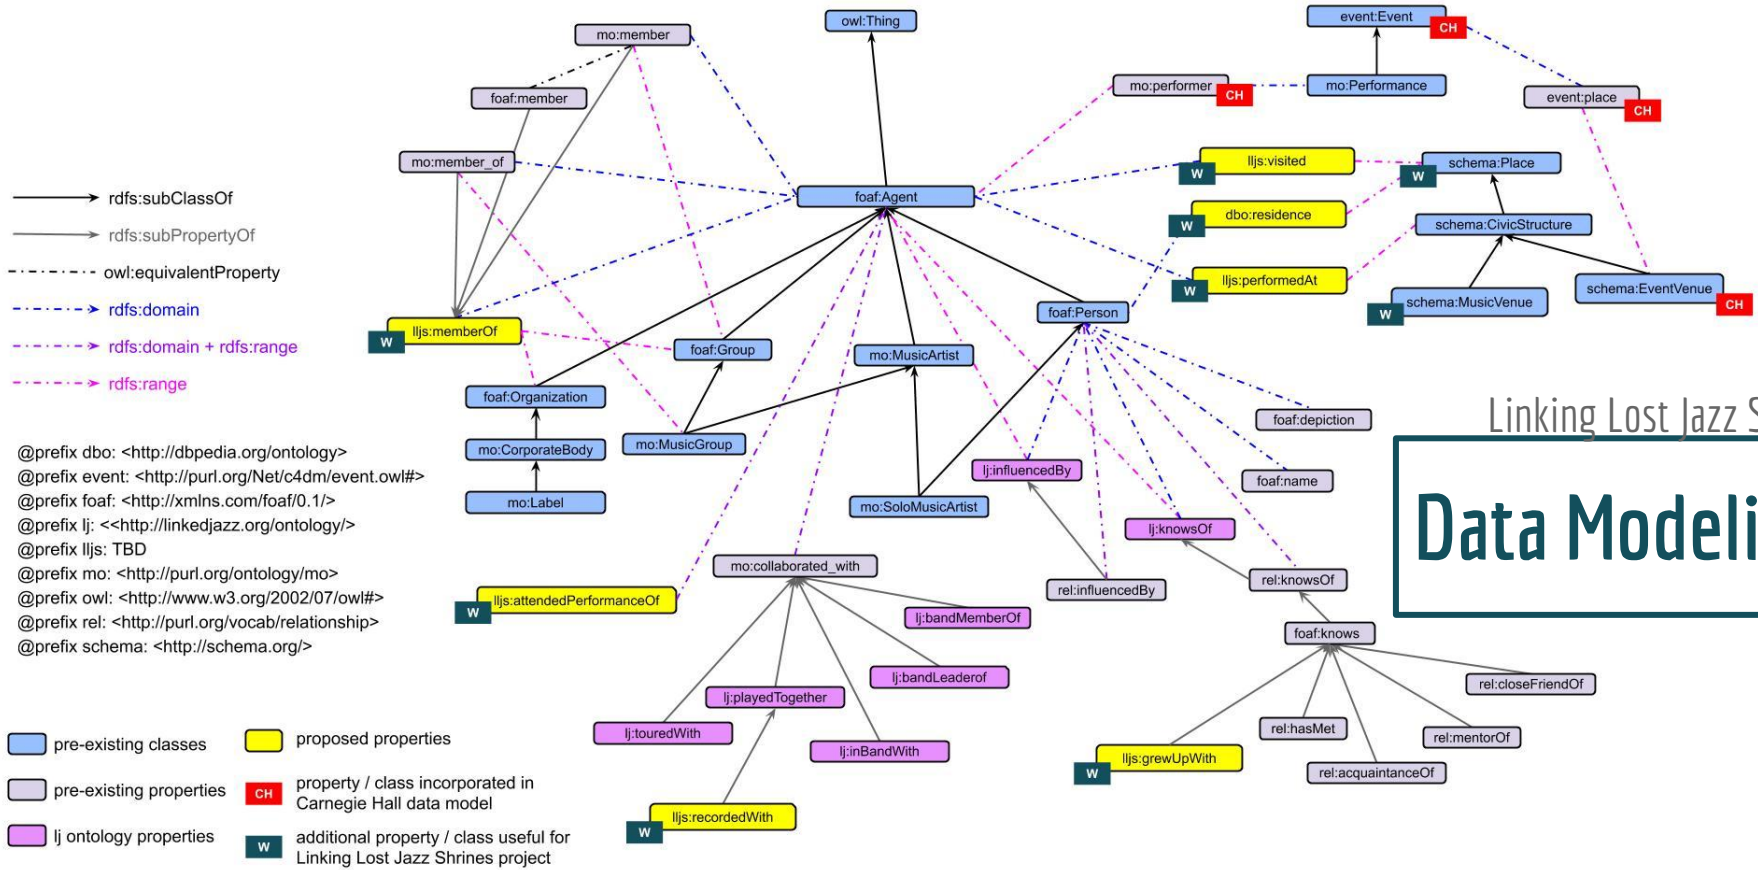 owl:Thing
event:Event
CH
mo:member
mo:performer
CH
mo:Performance
foaf:member
event:place
CH
mo:member_of
lljs:visited
W
schema:Place
W
rdfs:subClassOf
foaf:Agent
dbo:residence
W
schema:CivicStructure
rdfs:subPropertyOf
owl:equivalentProperty
lljs:performedAt
W
schema:MusicVenue
W
schema:EventVenue
CH
rdfs:domain
foaf:Person
lljs:memberOf
W
rdfs:domain + rdfs:range
foaf:Group
mo:MusicArtist
rdfs:range
foaf:Organization
foaf:depiction
Linking Lost Jazz S
@prefix dbo: <http://dbpedia.org/ontology>
@prefix event: <http://purl.org/Net/c4dm/event.owl#>
@prefix foaf: <http://xmlns.com/foaf/0.1/>
@prefix lj: <<http://linkedjazz.org/ontology/>
@prefix lljs: TBD
@prefix mo: <http://purl.org/ontology/mo>
@prefix owl: <http://www.w3.org/2002/07/owl#>
@prefix rel: <http://purl.org/vocab/relationship>
@prefix schema: <http://schema.org/>
mo:CorporateBody
mo:MusicGroup
lj:influencedBy
foaf:name
mo:Label
mo:SoloMusicArtist
lj:knowsOf
Data Modeli
mo:collaborated_with
rel:influencedBy
rel:knowsOf
lljs:attendedPerformanceOf
W
lj:bandMemberOf
foaf:knows
lj:bandLeaderof
rel:closeFriendOf
lj:playedTogether
lj:touredWith
lj:inBandWith
rel:hasMet
rel:mentorOf
lljs:grewUpWith
W
rel:acquaintanceOf
lljs:recordedWith
W
pre-existing classes
proposed properties
pre-existing properties
CH
property / class incorporated in
Carnegie Hall data model
lj ontology properties
W
additional property / class useful for
Linking Lost Jazz Shrines project